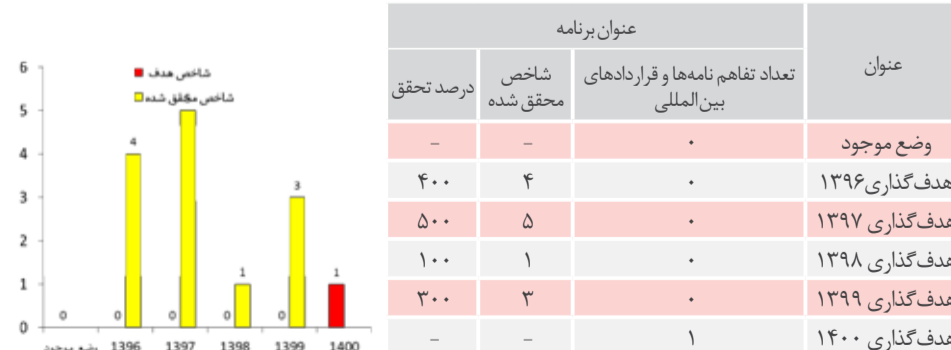 6
5
4
3
2
1
0
شاخص هدف
شاخص محقق شده
0
0
4
0
5
0
1
0
3
1
وضع موجود 1396 1397 1398 1399 1400
عنوان
عنوان برنامه
تعداد تفاهم نامه‌ها و قراردادهای بین‌المللی
شاخص محقق شده
درصد تحقق
وضع موجود ۰ – –
هدف‌گذاری۱۳۹۶ ۰ ۴ ۴۰۰
هدف‌گذاری ۱۳۹۷ ۰ ۵ ۵۰۰
هدف‌گذاری ۱۳۹۸ ۰ ۱ ۱۰۰
هدف‌گذاری ۱۳۹۹ ۰ ۳ ۳۰۰
هدف‌گذاری ۱۴۰۰ ۱ – –